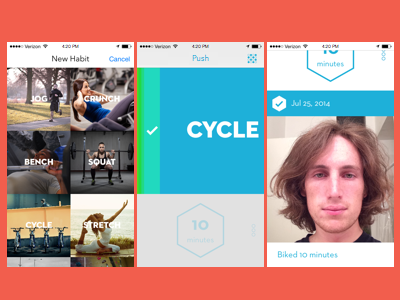 Verizon 4:20 PM
New Habit Cancel
JOG CRUNCH
BENCH SQUAT
CYCLE STRETCH
Verizon 4:20 PM
Push
CYCLE
10
minutes
Verizon 4:20 PM
10
minutes
Jul 25, 2014
Biked 10 minutes